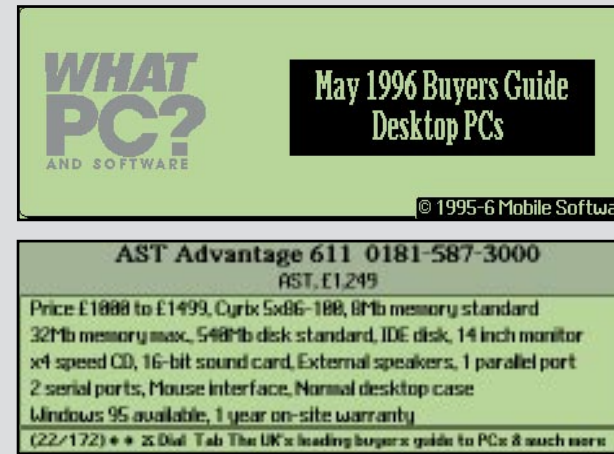 WHAT
PC?
AND SOFTWARE
May 1996 Buyers Guide
Desktop PCs
© 1995-6 Mobile Softwa
AST Advantage 611 0181-587-3000
AST, £1,249
Price £1000 to £1499, Cyrix 5x86-100, 8Mb memory standard
32Mb memory max., 540Mb disk standard, IDE disk, 14 inch monitor
x4 speed CD, 16-bit sound card, External speakers, 1 parallel port
2 serial ports, Mouse interface, Normal desktop case
Windows 95 available, 1 year on-site warranty
(22/172) Dial Tab The UK's leading buyers guide to PCs & much more